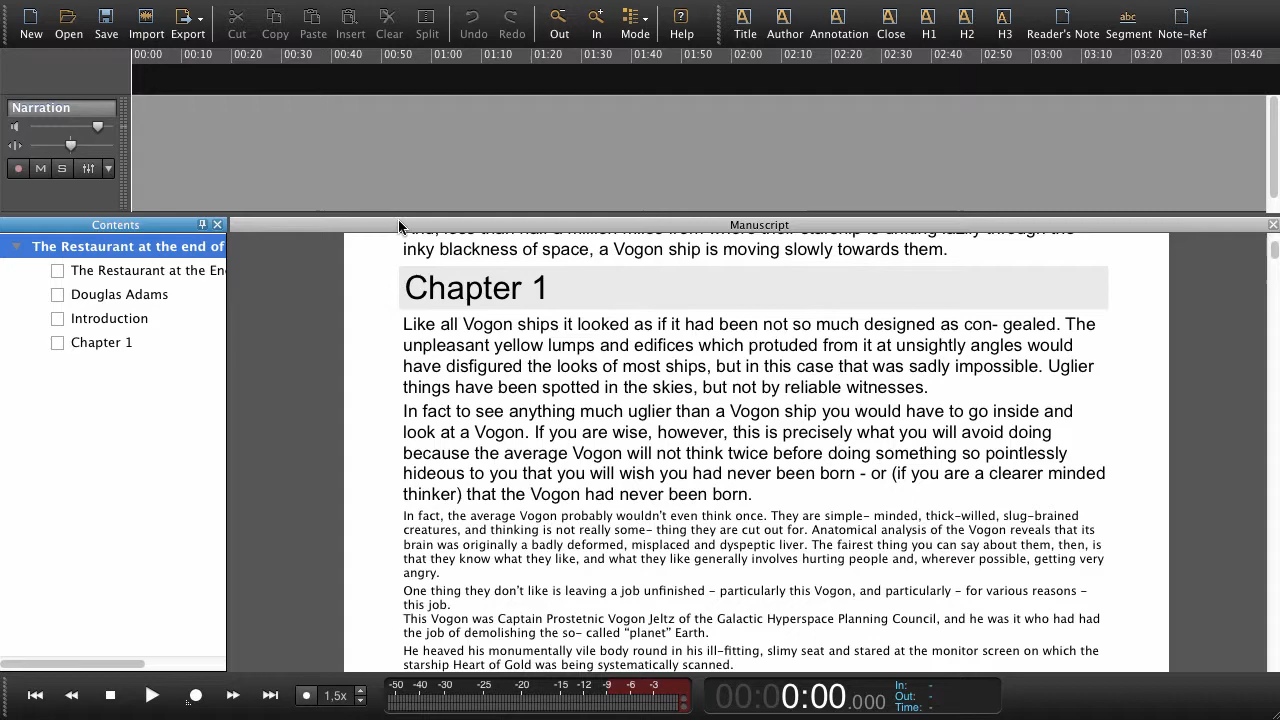 New Open Save Import Export Cut Copy Paste Insert Clear Split Undo Redo Out In Mode Help Title Author Annotation Close H1 H2 H3 Reader's Note Segment Note-Ref
00:00 00:10 00:20 00:30 00:40 00:50 01:00 01:10 01:20 01:30 01:40 01:50 02:00 02:10 02:20 02:30 02:40 02:50 03:00 03:10 03:20 03:30 03:40
Narration
M S
Contents
The Restaurant at the end of
The Restaurant at the En
Douglas Adams
Introduction
Chapter 1
Manuscript
inky blackness of space, a Vogon ship is moving slowly towards them.
Chapter 1
Like all Vogon ships it looked as if it had been not so much designed as con- gealed. The
unpleasant yellow lumps and edifices which protuded from it at unsightly angles would
have disfigured the looks of most ships, but in this case that was sadly impossible. Uglier
things have been spotted in the skies, but not by reliable witnesses.
In fact to see anything much uglier than a Vogon ship you would have to go inside and
look at a Vogon. If you are wise, however, this is precisely what you will avoid doing
because the average Vogon will not think twice before doing something so pointlessly
hideous to you that you will wish you had never been born - or (if you are a clearer minded
thinker) that the Vogon had never been born.
In fact, the average Vogon probably wouldn't even think once. They are simple- minded, thick-willed, slug-brained
creatures, and thinking is not really some- thing they are cut out for. Anatomical analysis of the Vogon reveals that its
brain was originally a badly deformed, misplaced and dyspeptic liver. The fairest thing you can say about them, then, is
that they know what they like, and what they like generally involves hurting people and, wherever possible, getting very
angry.
One thing they don't like is leaving a job unfinished - particularly this Vogon, and particularly - for various reasons -
this job.
This Vogon was Captain Prostetnic Vogon Jeltz of the Galactic Hyperspace Planning Council, and he was it who had had
the job of demolishing the so- called "planet" Earth.
He heaved his monumentally vile body round in his ill-fitting, slimy seat and stared at the monitor screen on which the
starship Heart of Gold was being systematically scanned.
1,5x
-50 -40 -30 -25 -20 -15 -12 -9 -6 -3
00:00:00.000
In: -
Out: -
Time: -